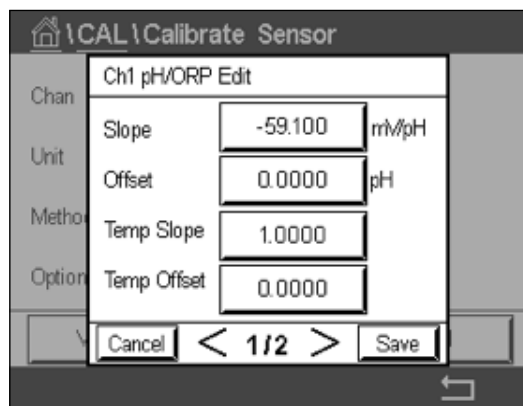 \CAL\Calibrate Sensor
Ch1 pH/ORP Edit
Chan
Slope -59.100 mV/pH
Unit
Offset 0.0000 pH
Temp Slope 1.0000
Option
Temp Offset 0.0000
Cancel < 1/2 > Save